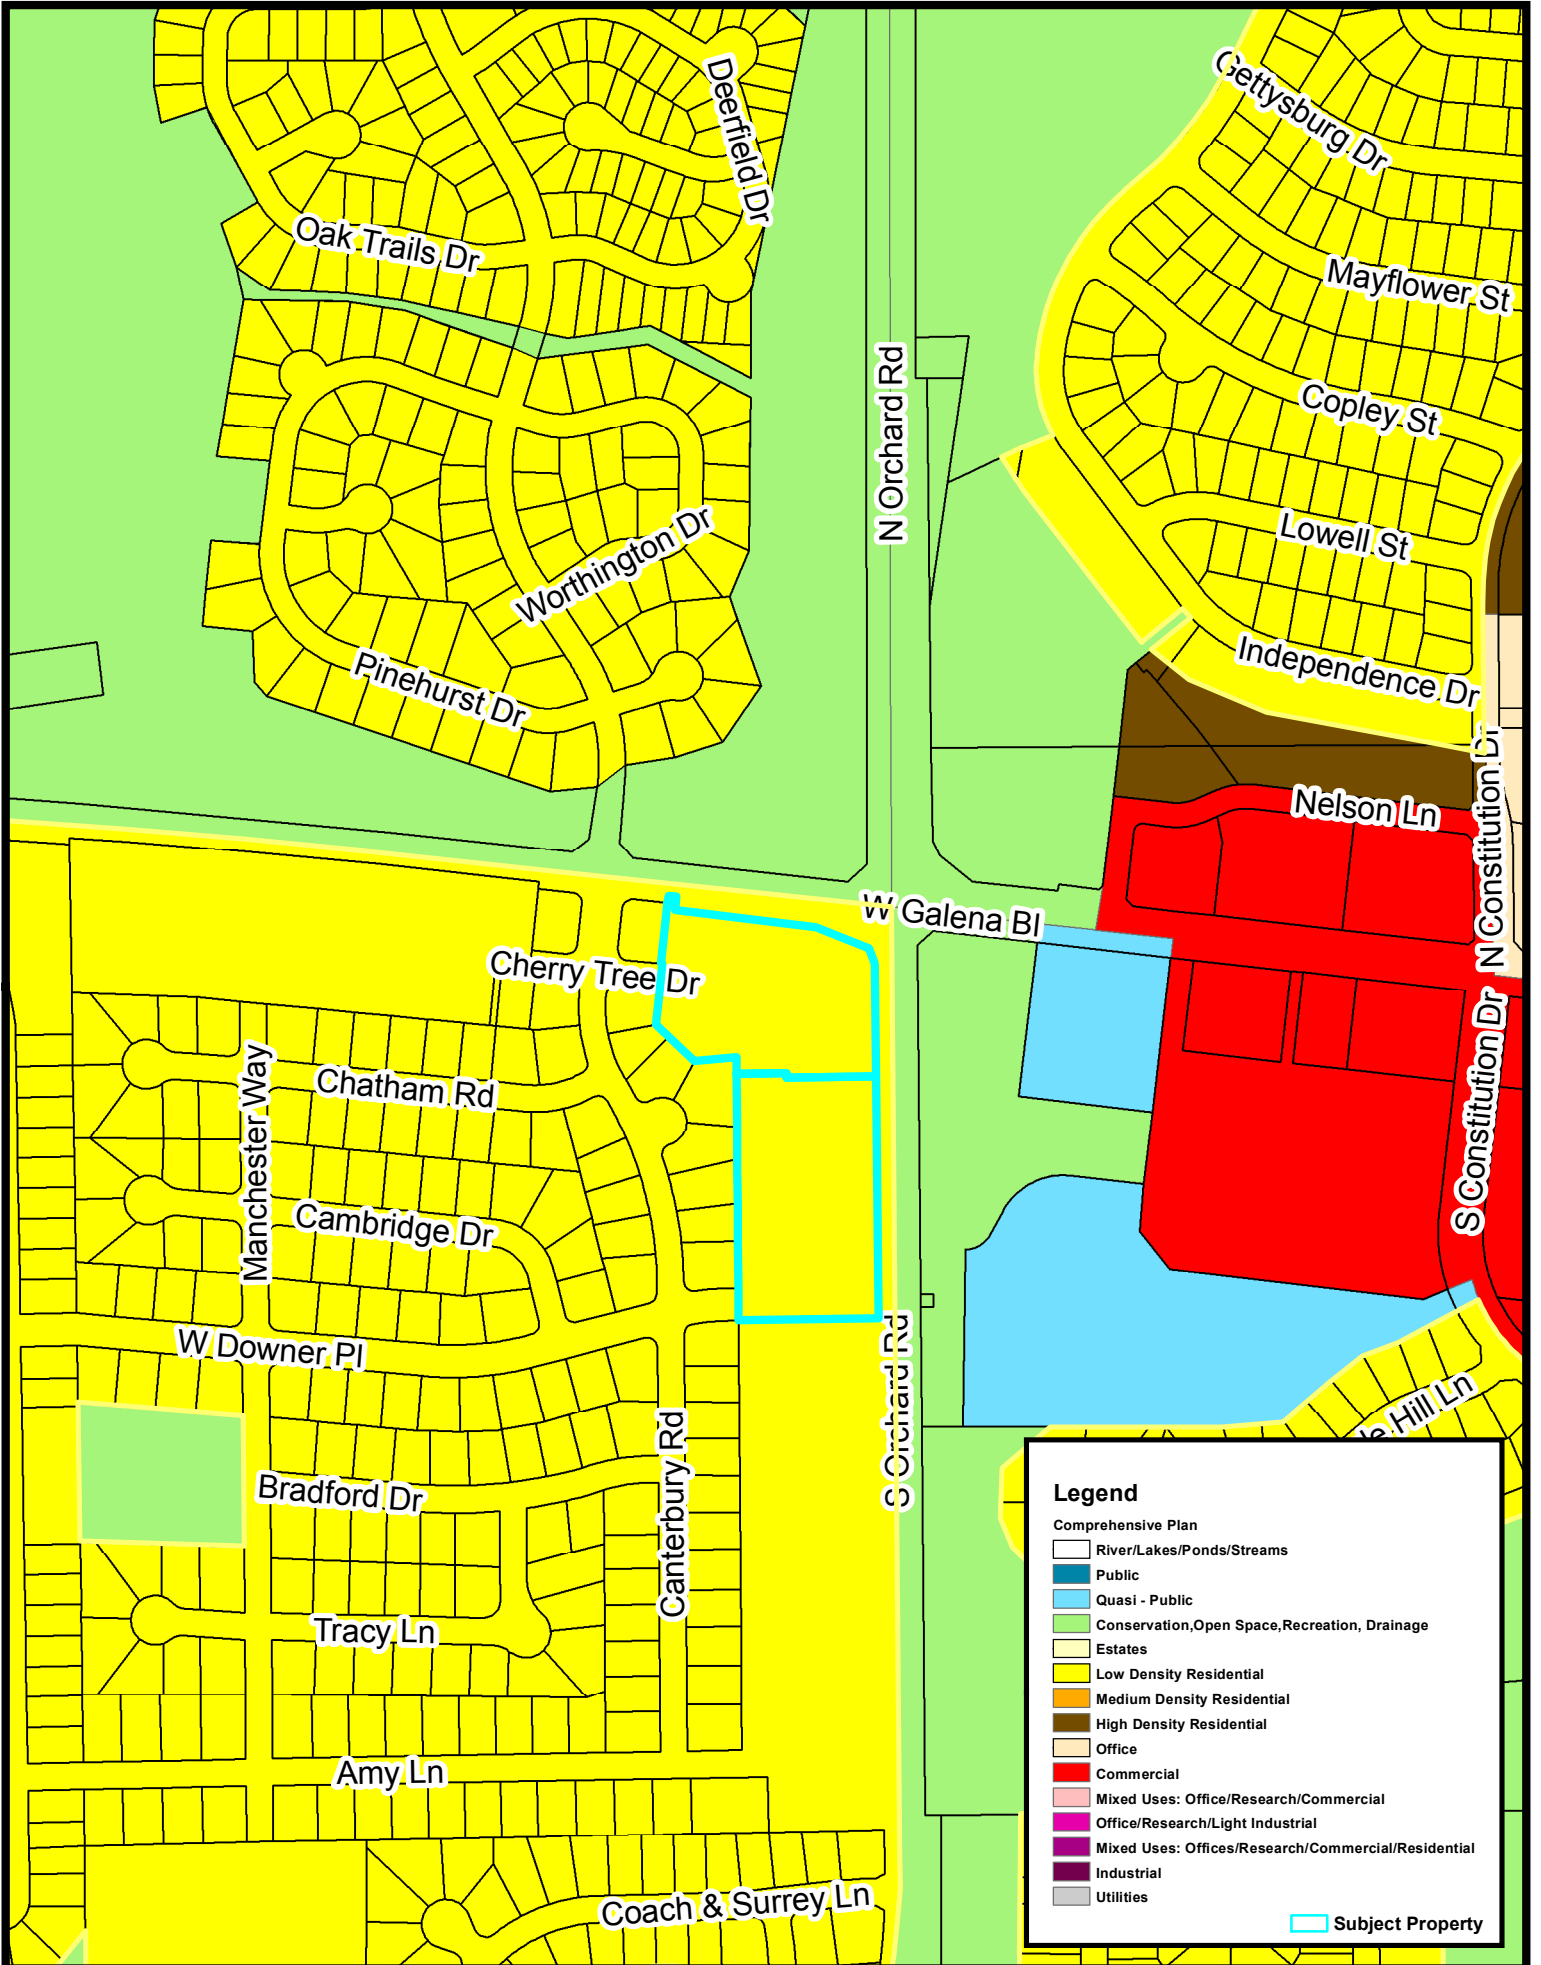 Gettysburg Dr
Deerfield Dr
Oak Trails Dr
Mayflower St
N Orchard Rd
Copley St
Lowell St
Worthington Dr
Independence Dr
Pinehurst Dr
Nelson Ln
N Constitution Dr
W Galena Bl
Cherry Tree Dr
S Constitution Dr
Manchester Way
Chatham Rd
Cambridge Dr
W Downer Pl
S Orchard Rd
Hill Ln
Canterbury Rd
Bradford Dr
Tracy Ln
Amy Ln
Coach & Surrey Ln
Legend
Comprehensive Plan
River/Lakes/Ponds/Streams
Public
Quasi - Public
Conservation,Open Space,Recreation, Drainage
Estates
Low Density Residential
Medium Density Residential
High Density Residential
Office
Commercial
Mixed Uses: Office/Research/Commercial
Office/Research/Light Industrial
Mixed Uses: Offices/Research/Commercial/Residential
Industrial
Utilities
Subject Property